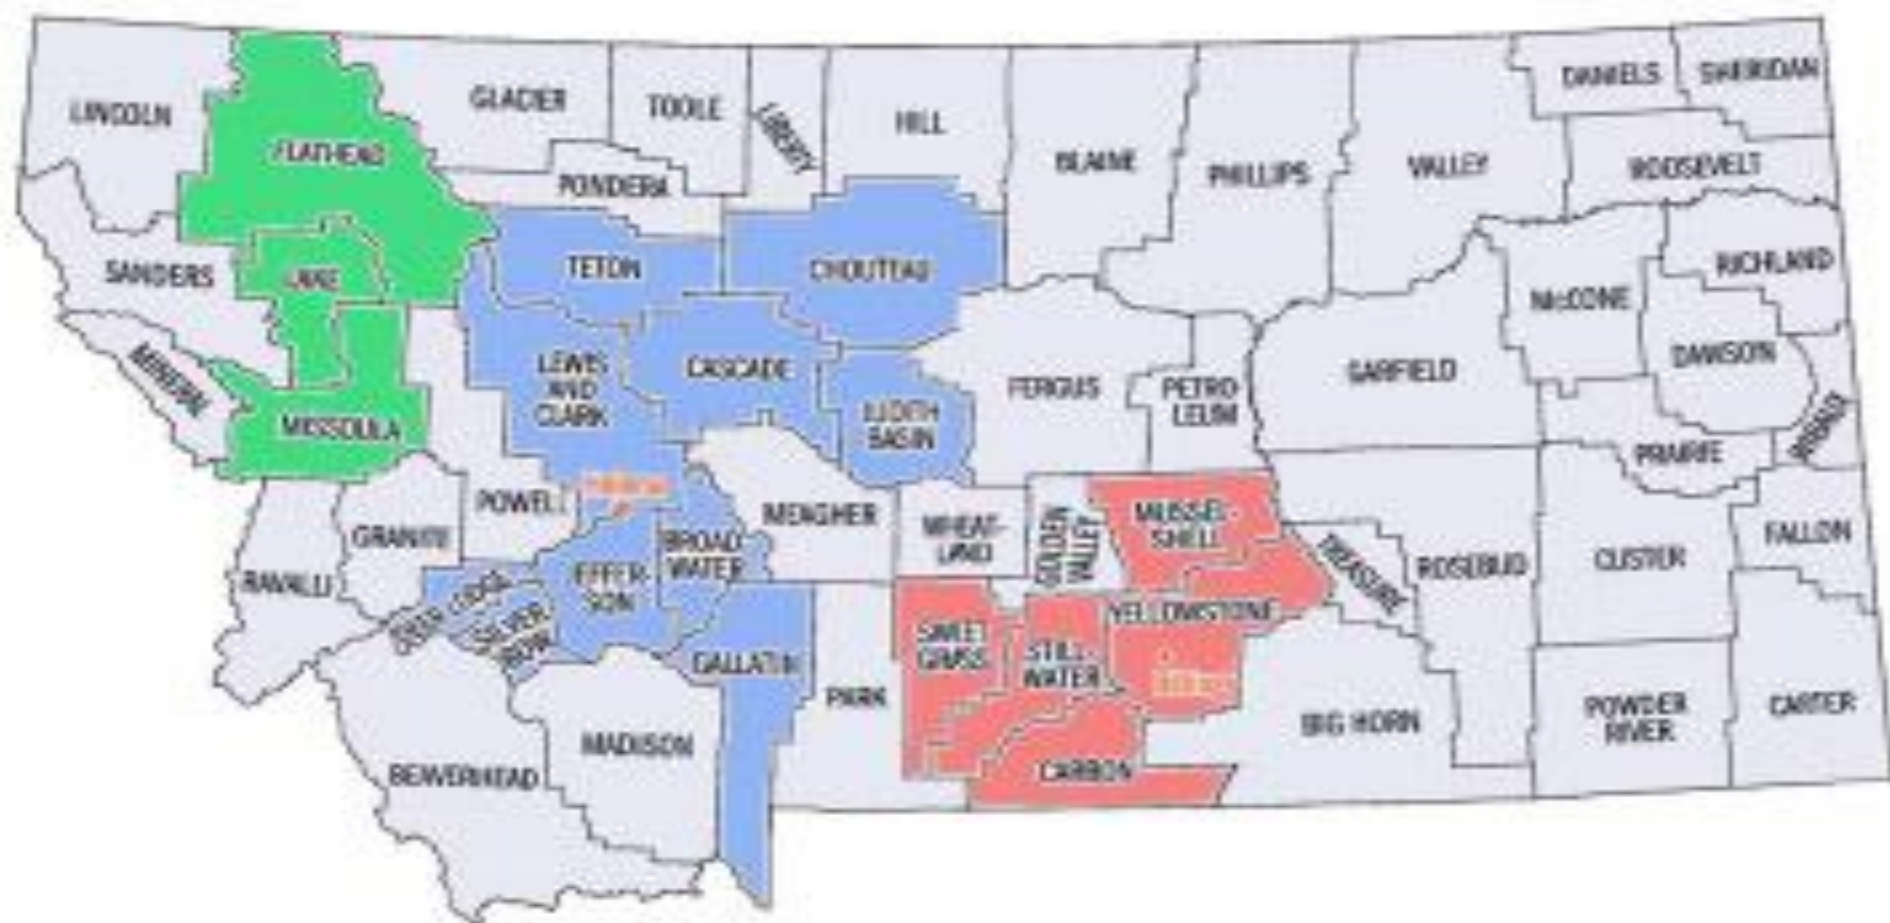 LINCOLN
FLATHEAD
GLACIER
TOOLE
LIBERTY
HILL
BLAINE
PHILLIPS
VALLEY
DANIELS
SHERIDAN
ROOSEVELT
PONDERA
SANDERS
LAKE
TETON
CHOUTEAU
RICHLAND
McCONE
MINERAL
MISSOULA
LEWIS
AND
CLARK
CASCADE
JUDITH
BASIN
FERGUS
PETRO
LEUM
GARFIELD
DAWSON
WIBAUX
PRAIRIE
POWELL
GRANITE
RAVALLI
MEAGHER
BROAD
WATER
JEFFER-
SON
DEER LODGE
SILVER
BOW
WHEAT-
LAND
GOLDEN
VALLEY
MUSSEL-
SHELL
TREASURE
ROSEBUD
CUSTER
FALLON
GALLATIN
PARK
SWEET
GRASS
STILL-
WATER
YELLOWSTONE
BIG HORN
POWDER
RIVER
CARTER
BEAVERHEAD
MADISON
CARBON